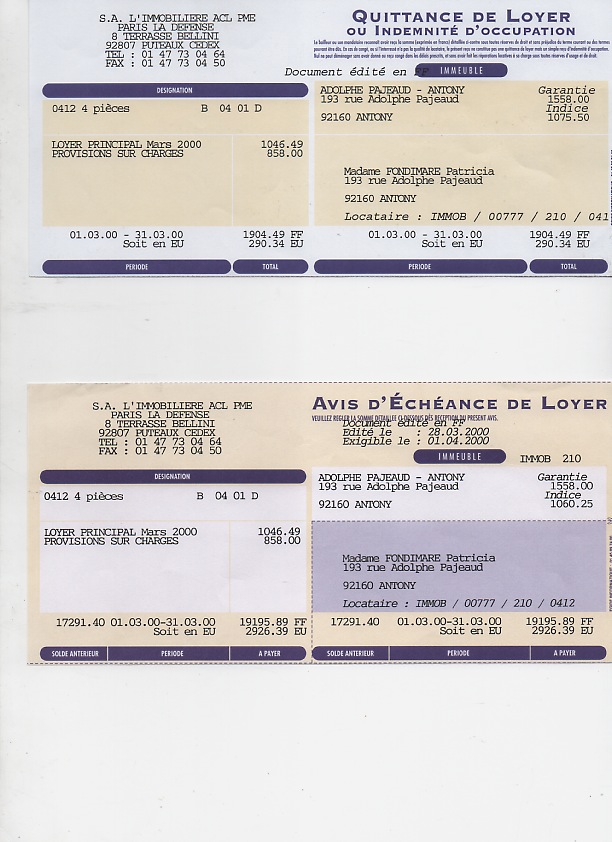 S.A. L'IMMOBILIERE ACL PME
PARIS LA DEFENSE
8 TERRASSE BELLINI
92807 PUTEAUX CEDEX
TEL : 01 47 73 04 64
FAX : 01 47 73 04 50
QUITTANCE DE LOYER
OU INDEMNITÉ D'OCCUPATION
Document édité en FF
IMMEUBLE
DESIGNATION
0412 4 pièces B 04 01 D
LOYER PRINCIPAL Mars 2000 1046.49
PROVISIONS SUR CHARGES 858.00
ADOLPHE PAJEAUD - ANTONY Garantie
193 rue Adolphe Pajeaud 1558.00
Indice
92160 ANTONY 1075.50
Madame FONDIMARE Patricia
193 rue Adolphe Pajeaud
92160 ANTONY
Locataire : IMMOB / 00777 / 210 / 041
01.03.00 - 31.03.00 1904.49 FF
Soit en EU 290.34 EU
01.03.00 - 31.03.00 1904.49 FF
Soit en EU 290.34 EU
PERIODE TOTAL PERIODE TOTAL
S.A. L'IMMOBILIERE ACL PME
PARIS LA DEFENSE
8 TERRASSE BELLINI
92807 PUTEAUX CEDEX
TEL : 01 47 73 04 64
FAX : 01 47 73 04 50
AVIS D'ÉCHÉANCE DE LOYER
VEUILLEZ REGLER LA SOMME DETAILLEE CI-DESSOUS DÈS RÉCEPTION DU PRÉSENT AVIS.
Document édité en FF
Edité le : 28.03.2000
Exigible le : 01.04.2000
IMMEUBLE IMMOB 210
DESIGNATION
0412 4 pièces B 04 01 D
LOYER PRINCIPAL Mars 2000 1046.49
PROVISIONS SUR CHARGES 858.00
ADOLPHE PAJEAUD - ANTONY Garantie
193 rue Adolphe Pajeaud 1558.00
Indice
92160 ANTONY 1060.25
Madame FONDIMARE Patricia
193 rue Adolphe Pajeaud
92160 ANTONY
Locataire : IMMOB / 00777 / 210 / 0412
17291.40 01.03.00-31.03.00 19195.89 FF
Soit en EU 2926.39 EU
17291.40 01.03.00-31.03.00 19195.89 FF
Soit en EU 2926.39 EU
SOLDE ANTERIEUR PERIODE A PAYER SOLDE ANTERIEUR PERIODE A PAYER